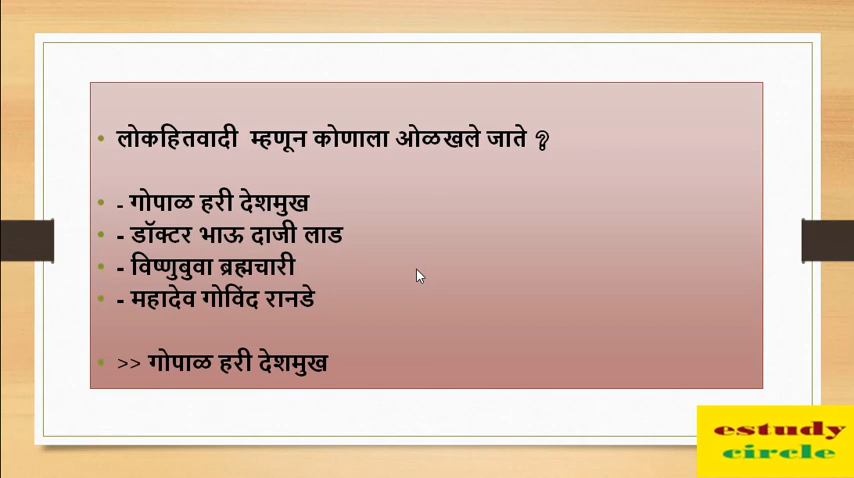 • लोकहितवादी म्हणून कोणाला ओळखले जाते ?
• - गोपाळ हरी देशमुख
• - डॉक्टर भाऊ दाजी लाड
• - विष्णुबुवा ब्रह्मचारी
• - महादेव गोविंद रानडे
• >> गोपाळ हरी देशमुख
estudy
circle